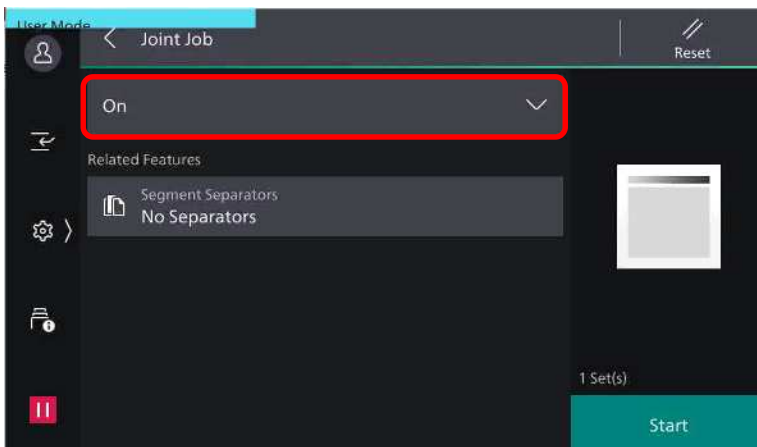 User Mode
Joint Job
Reset
On
Related Features
Segment Separators
No Separators
1 Set(s)
Start